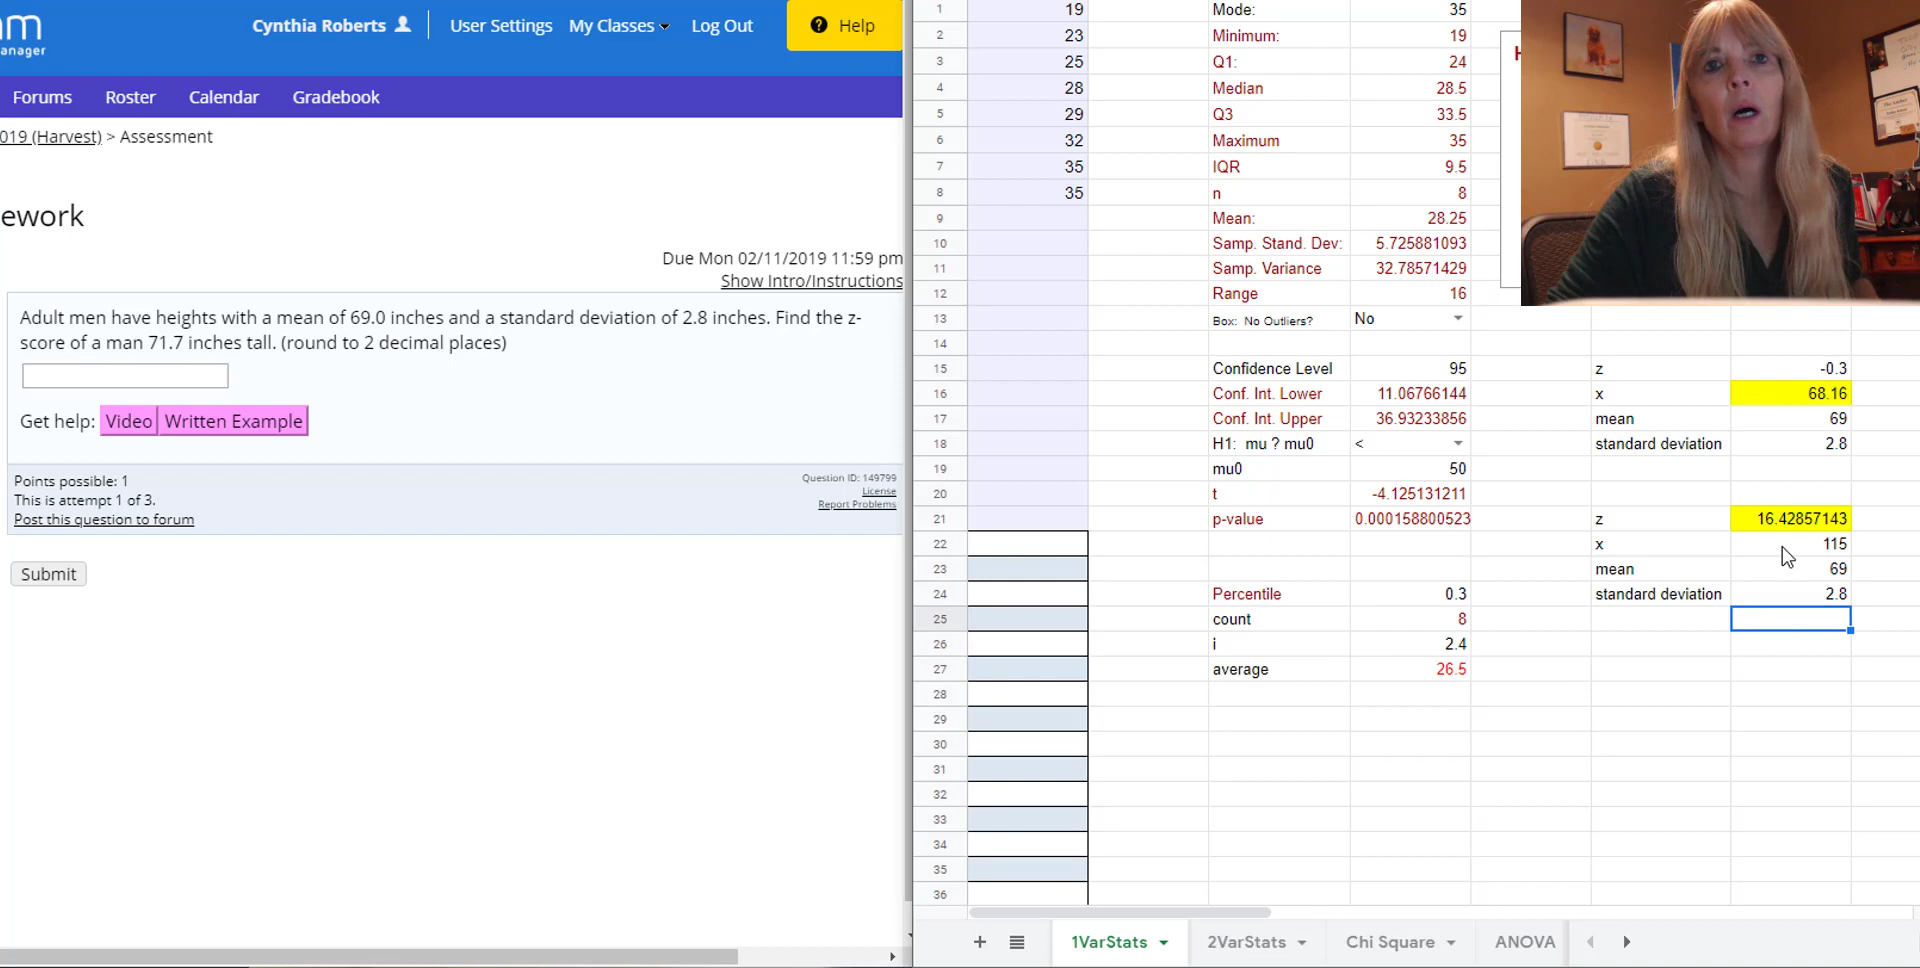 am
anager
Cynthia Roberts
User Settings
My Classes
Log Out
? Help
Forums
Roster
Calendar
Gradebook
019 (Harvest) > Assessment
ework
Due Mon 02/11/2019 11:59 pm
Show Intro/Instructions
Adult men have heights with a mean of 69.0 inches and a standard deviation of 2.8 inches. Find the z-
score of a man 71.7 inches tall. (round to 2 decimal places)
Get help: Video Written Example
Points possible: 1
This is attempt 1 of 3.
Post this question to forum
Question ID: 149799
License
Report Problems
Submit
1 19 Mode: 35
2 23 Minimum: 19
3 25 Q1: 24
4 28 Median 28.5
5 29 Q3 33.5
6 32 Maximum 35
7 35 IQR 9.5
8 35 n 8
9 Mean: 28.25
10 Samp. Stand. Dev: 5.725881093
11 Samp. Variance 32.78571429
12 Range 16
13 Box: No Outliers? No
14
15 Confidence Level 95 z -0.3
16 Conf. Int. Lower 11.06766144 x 68.16
17 Conf. Int. Upper 36.93233856 mean 69
18 H1: mu ? mu0 < standard deviation 2.8
19 mu0 50
20 t -4.125131211
21 p-value 0.000158800523 z 16.42857143
22 x 115
23 mean 69
24 Percentile 0.3 standard deviation 2.8
25 count 8
26 i 2.4
27 average 26.5
28
29
30
31
32
33
34
35
36
+ 1VarStats 2VarStats Chi Square ANOVA